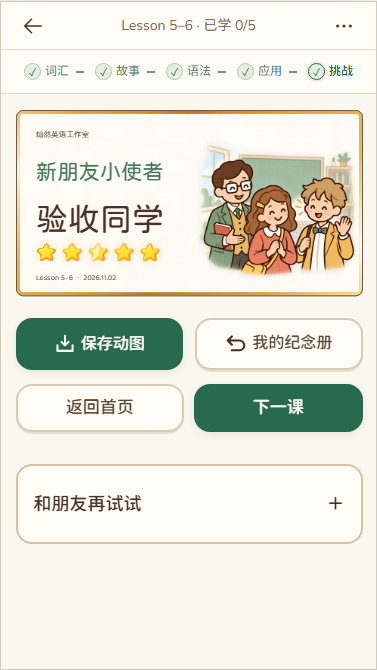 Lesson 5–6 · 已学 0/5
词汇 故事 语法 应用 挑战
灿然英语工作室
新朋友小使者
验收同学
Lesson 5–6 · 2026.11.02
保存动图 我的纪念册
返回首页 下一课
和朋友再试试